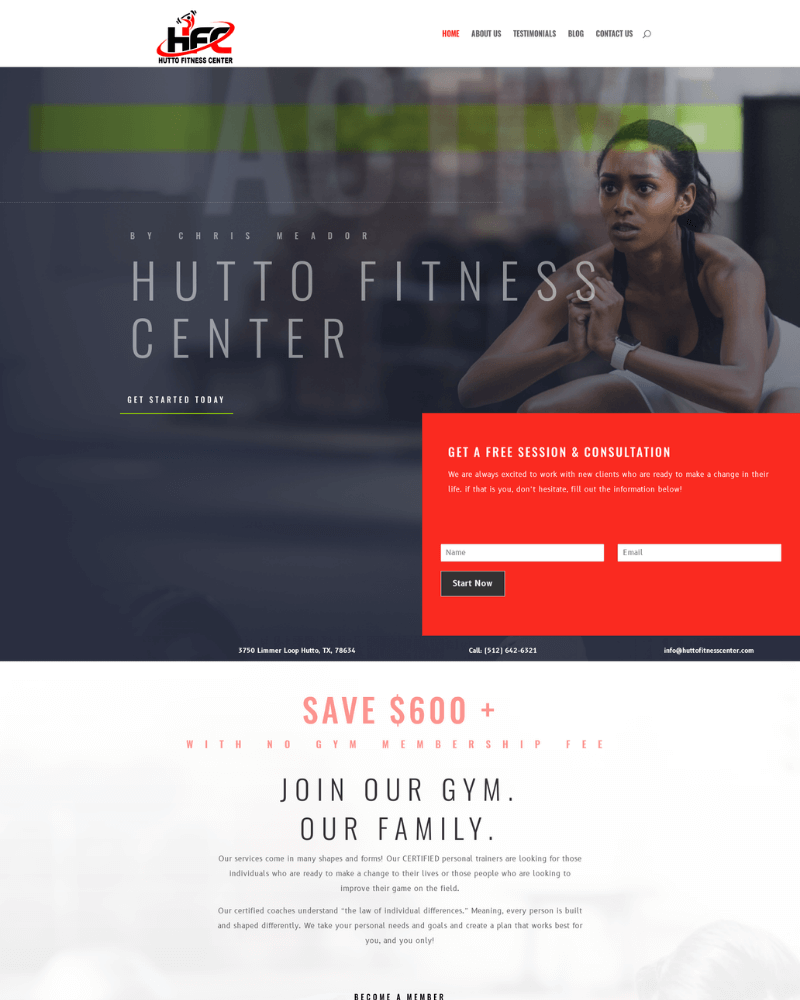 HFC
HUTTO FITNESS CENTER
HOME
ABOUT US
TESTIMONIALS
BLOG
CONTACT US
ACTIVE
BY CHRIS MEADOR
HUTTO FITNESS
CENTER
GET STARTED TODAY
GET A FREE SESSION & CONSULTATION
We are always excited to work with new clients who are ready to make a change in their
life. if that is you, don't hesitate, fill out the information below!
Name
Email
Start Now
3750 Limmer Loop Hutto, TX, 78634
Call: (512) 642-6321
info@huttofitnesscenter.com
SAVE $600 +
WITH NO GYM MEMBERSHIP FEE
JOIN OUR GYM.
OUR FAMILY.
Our services come in many shapes and forms! Our CERTIFIED personal trainers are looking for those
individuals who are ready to make a change to their lives or those people who are looking to
improve their game on the field.
Our certified coaches understand "the law of individual differences." Meaning, every person is built
and shaped differently. We take your personal needs and goals and create a plan that works best for
you, and you only!
BECOME A MEMBER